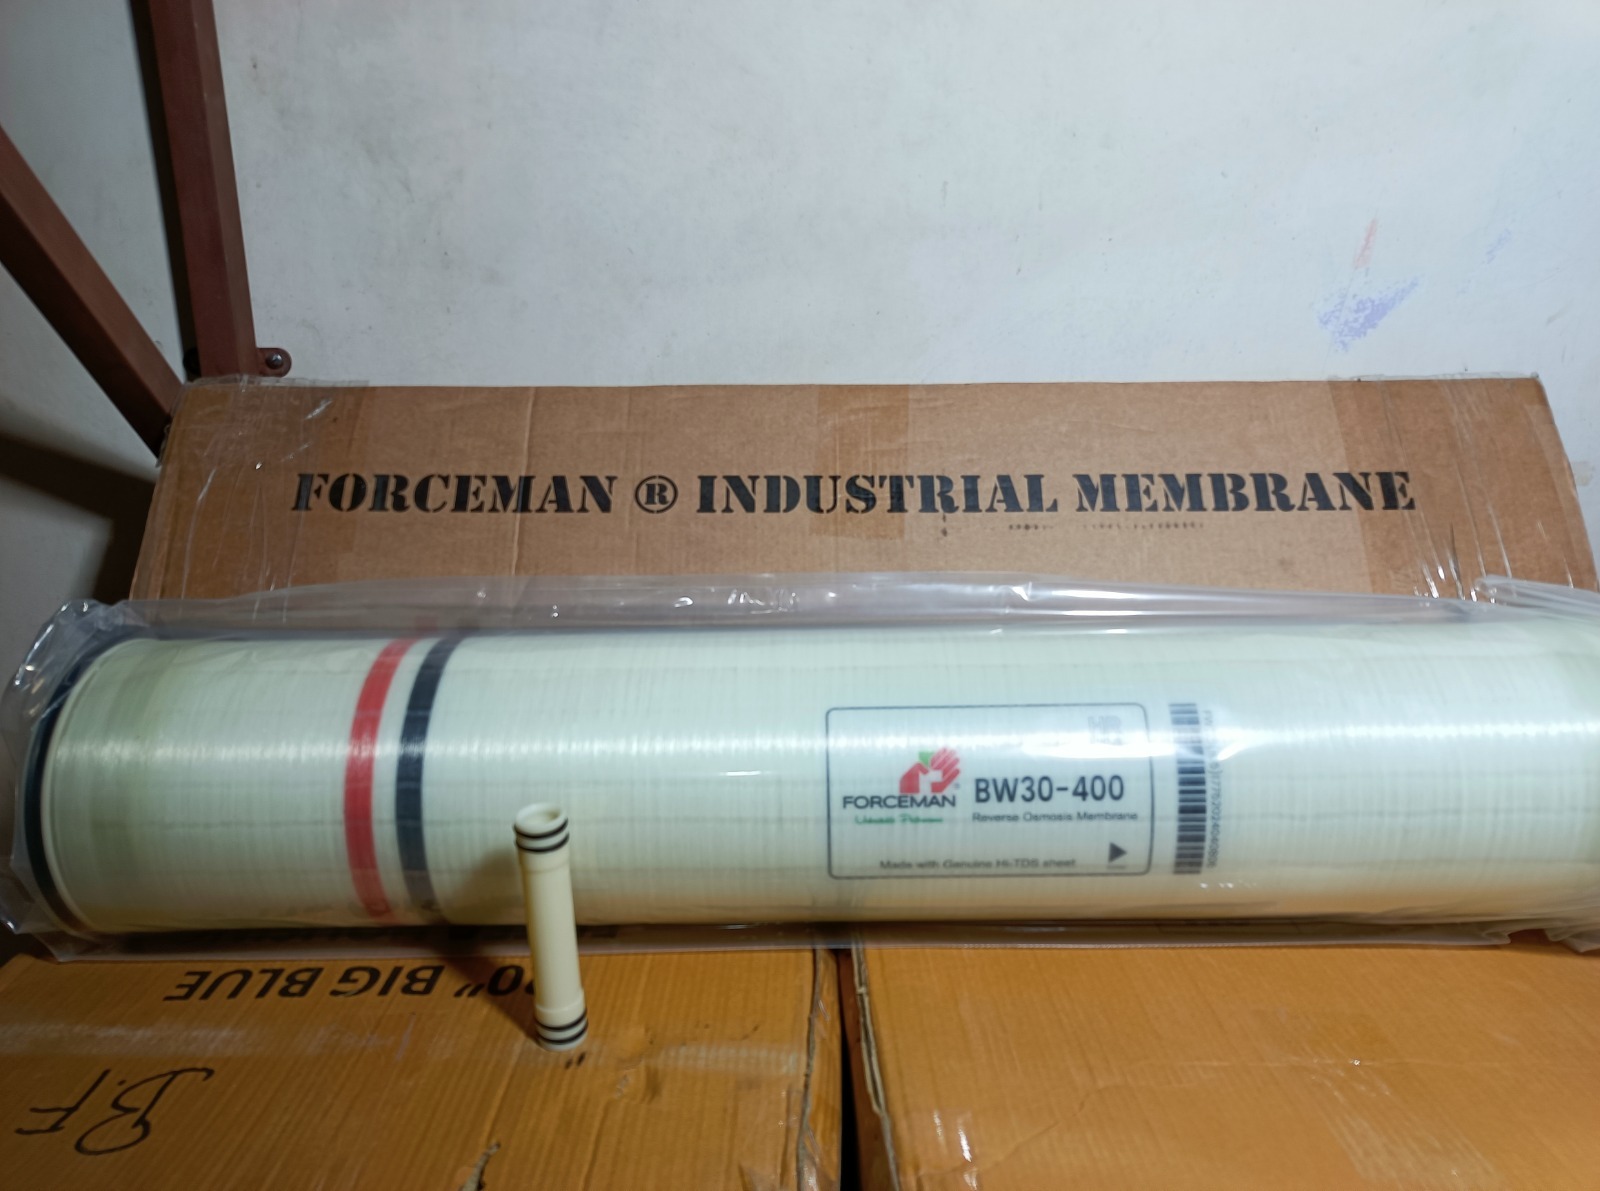 FORCEMAN ® INDUSTRIAL MEMBRANE
FORCEMAN
BW30-400
Reverse Osmosis Membrane
Made with Genuine Hi-TDS sheet
BIG BLUE
B.F